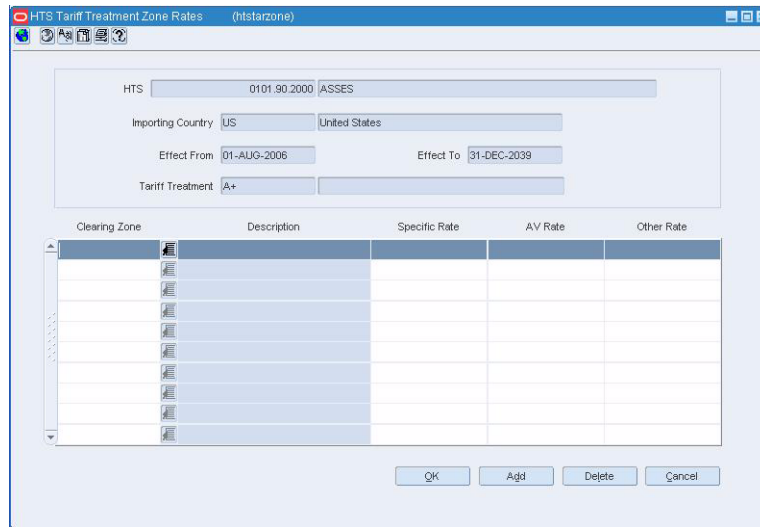 HTS Tariff Treatment Zone Rates (htstarzone)
HTS 0101.90.2000 ASSES
Importing Country US United States
Effect From 01-AUG-2006 Effect To 31-DEC-2039
Tariff Treatment A+
Clearing Zone Description Specific Rate AV Rate Other Rate
OK Add Delete Cancel